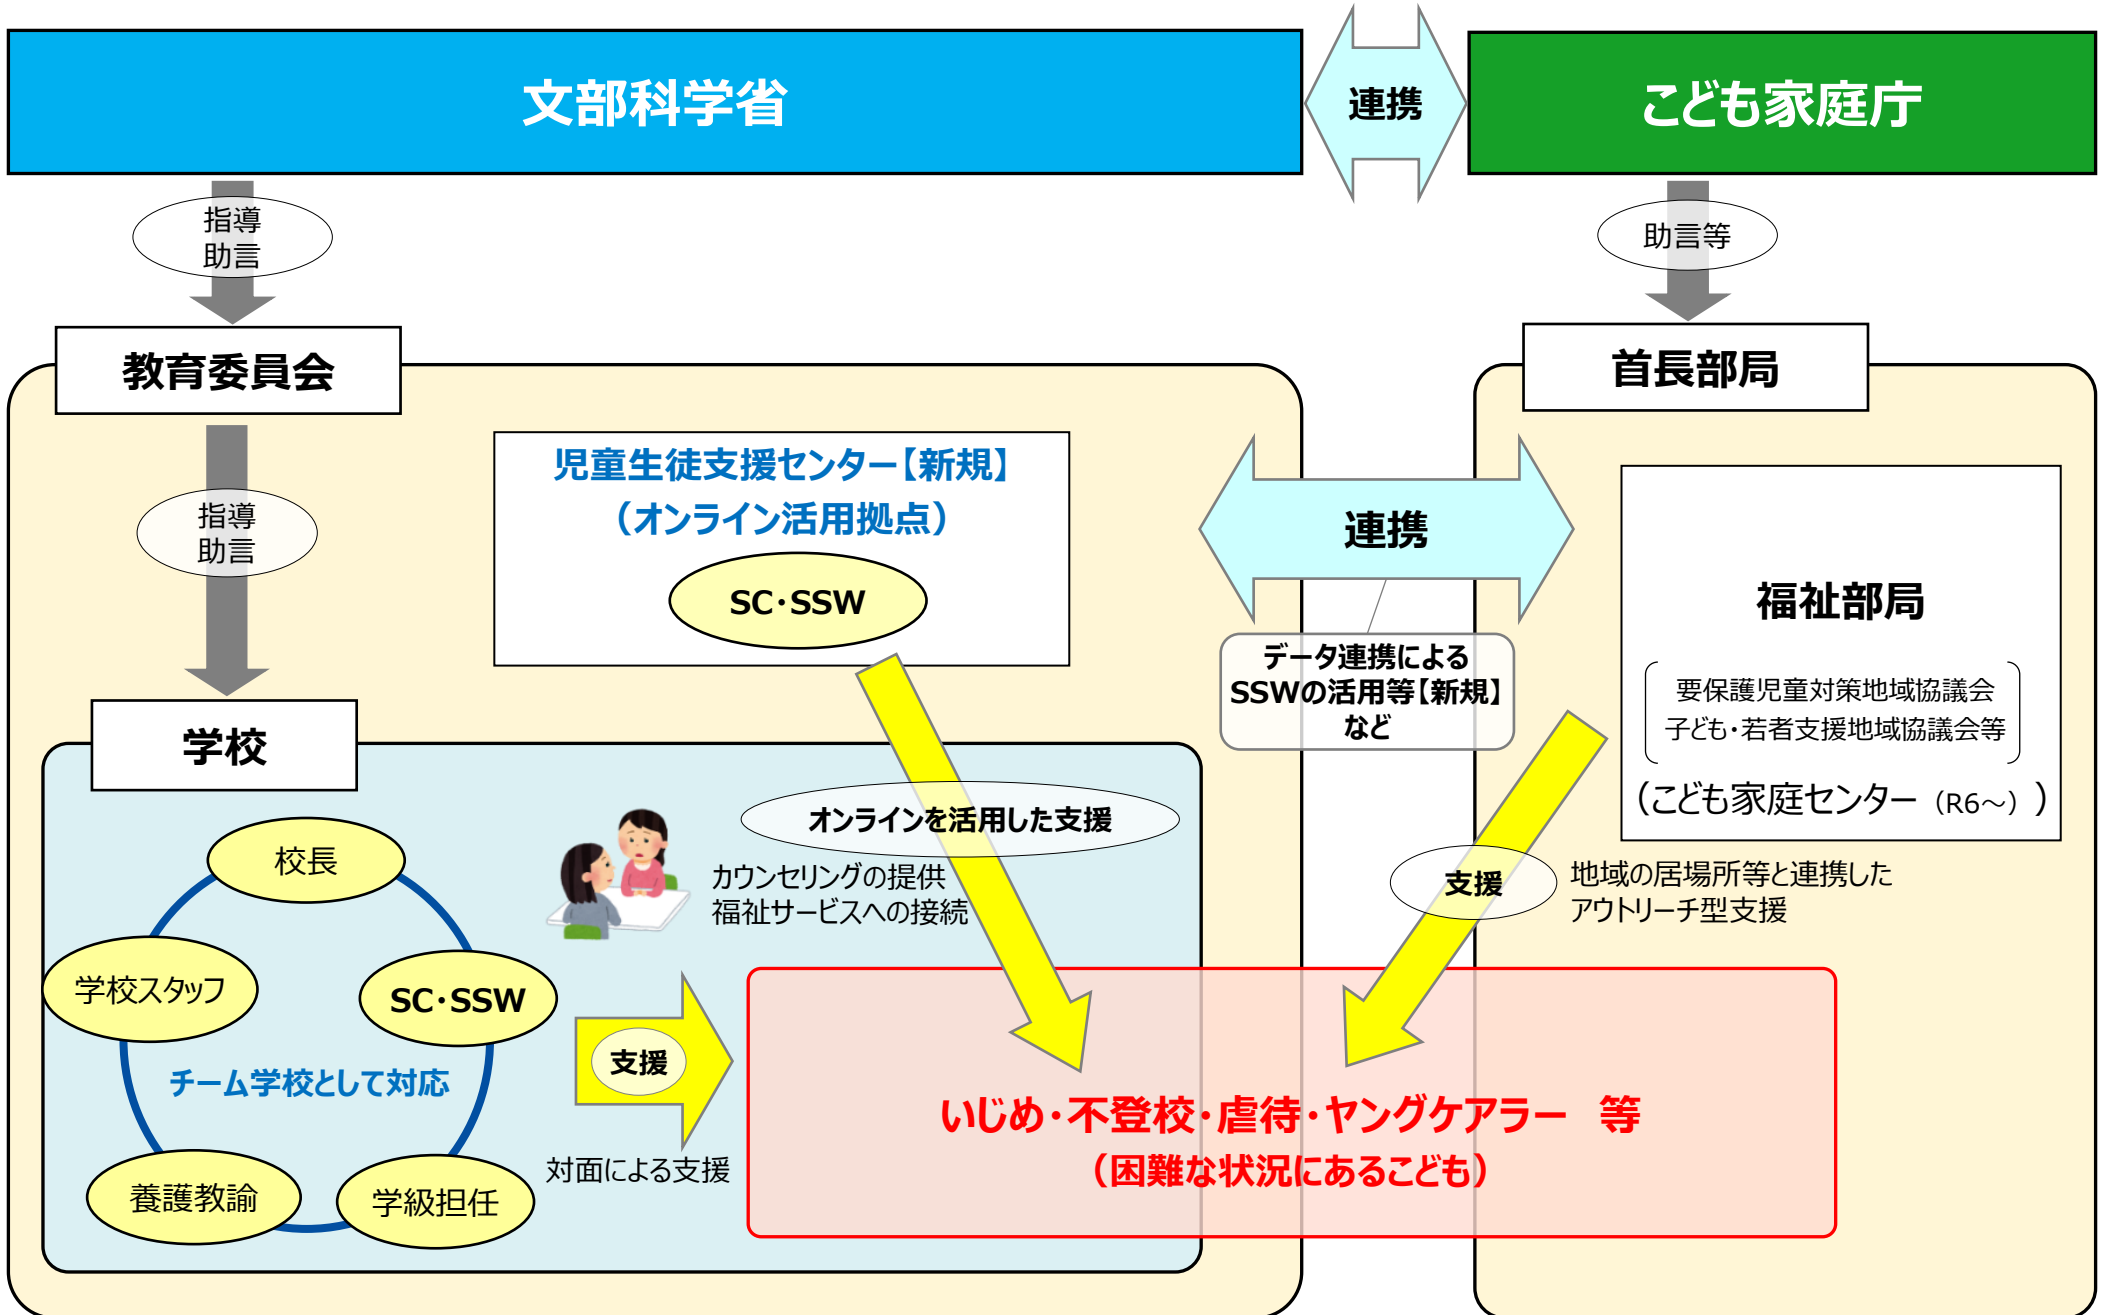 文部科学省
連携
こども家庭庁
指導
助言
助言等
教育委員会
首長部局
児童生徒支援センター【新規】
（オンライン活用拠点）
SC・SSW
連携
指導
助言
福祉部局
データ連携による
SSWの活用等【新規】
など
要保護児童対策地域協議会
子ども・若者支援地域協議会等
（こども家庭センター（R6～））
学校
オンラインを活用した支援
カウンセリングの提供
福祉サービスへの接続
支援
地域の居場所等と連携した
アウトリーチ型支援
校長
学校スタッフ
SC・SSW
チーム学校として対応
養護教諭
学級担任
支援
対面による支援
いじめ・不登校・虐待・ヤングケアラー　等
（困難な状況にあるこども）